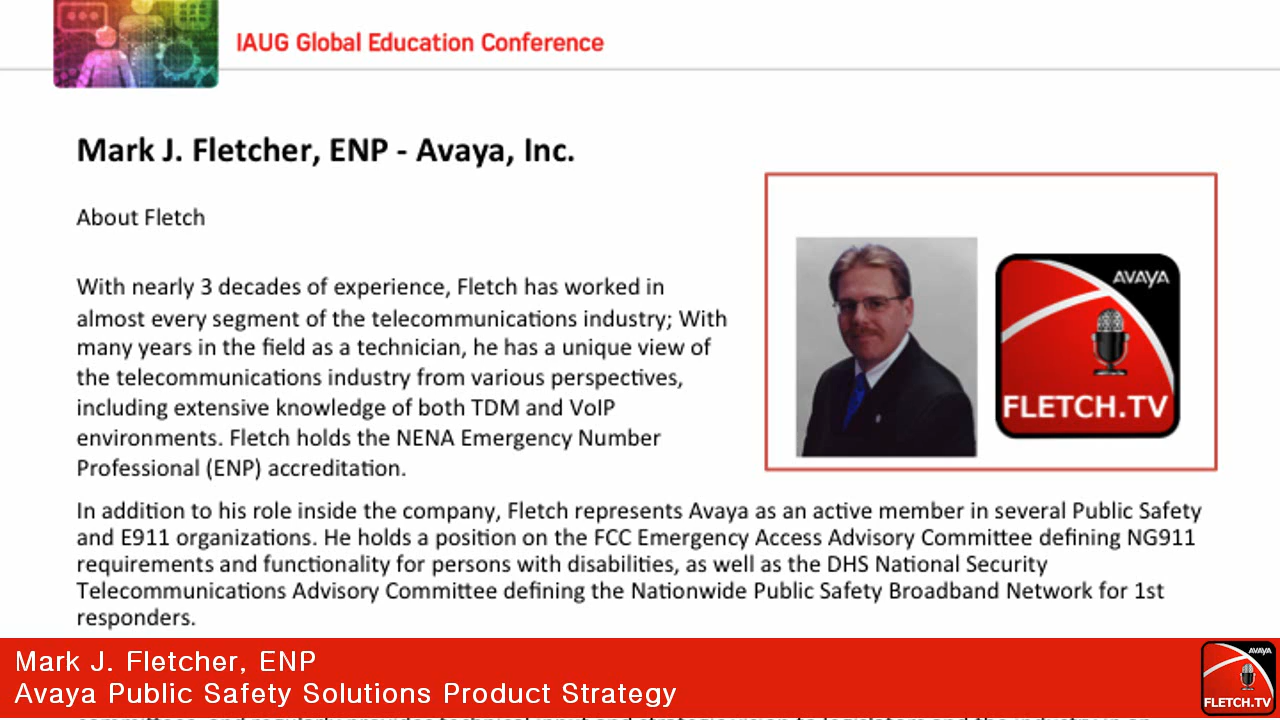 IAUG Global Education Conference
Mark J. Fletcher, ENP - Avaya, Inc.
About Fletch
With nearly 3 decades of experience, Fletch has worked in
almost every segment of the telecommunications industry; With
many years in the field as a technician, he has a unique view of
the telecommunications industry from various perspectives,
including extensive knowledge of both TDM and VoIP
environments. Fletch holds the NENA Emergency Number
Professional (ENP) accreditation.
AVAYA
FLETCH.TV
In addition to his role inside the company, Fletch represents Avaya as an active member in several Public Safety
and E911 organizations. He holds a position on the FCC Emergency Access Advisory Committee defining NG911
requirements and functionality for persons with disabilities, as well as the DHS National Security
Telecommunications Advisory Committee defining the Nationwide Public Safety Broadband Network for 1st
responders.
Mark J. Fletcher, ENP
Avaya Public Safety Solutions Product Strategy
AVAYA
FLETCH.TV